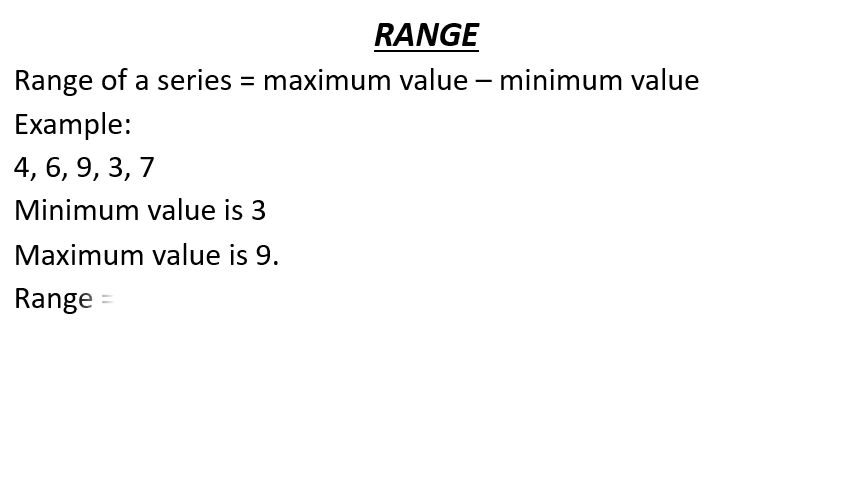 RANGE
Range of a series = maximum value – minimum value
Example:
4, 6, 9, 3, 7
Minimum value is 3
Maximum value is 9.
Range =